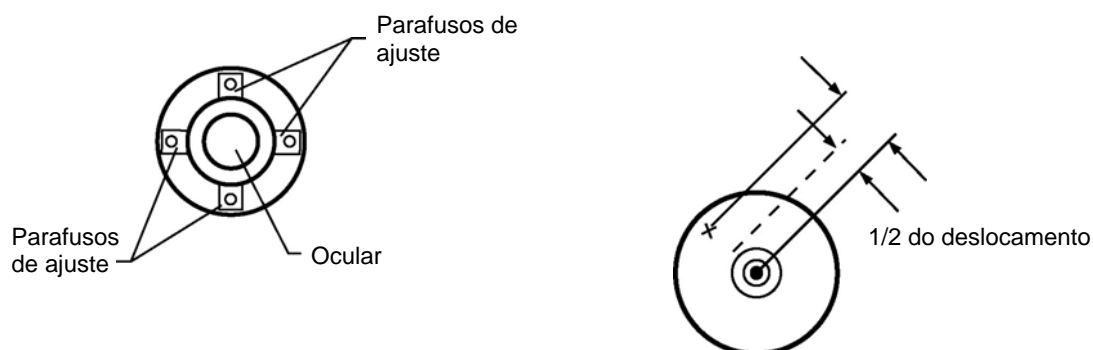 Parafusos de
ajuste
Parafusos
de ajuste
Ocular
1/2 do deslocamento